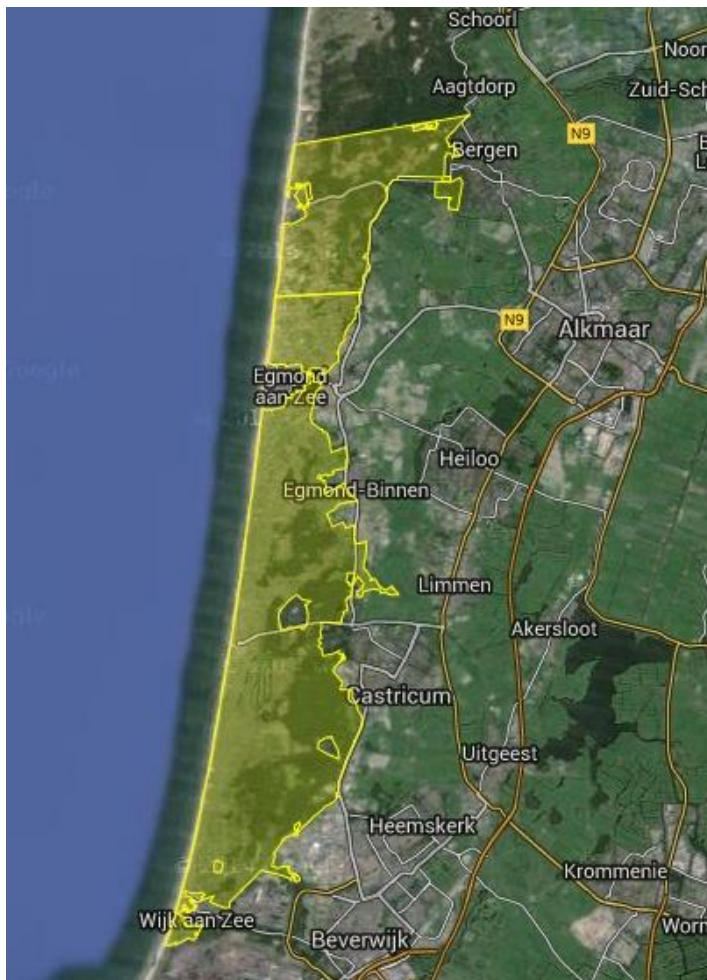 Schoorl
Noor
Aagtdorp
Zuid-Sch
N9
Bergen
N9
Alkmaar
Egmond
aan Zee
Heiloo
Egmond-Binnen
Limmen
Akersloot
Castricum
Uitgeest
Heemskerk
Krommenie
Wijk aan Zee
Worn
Beverwijk